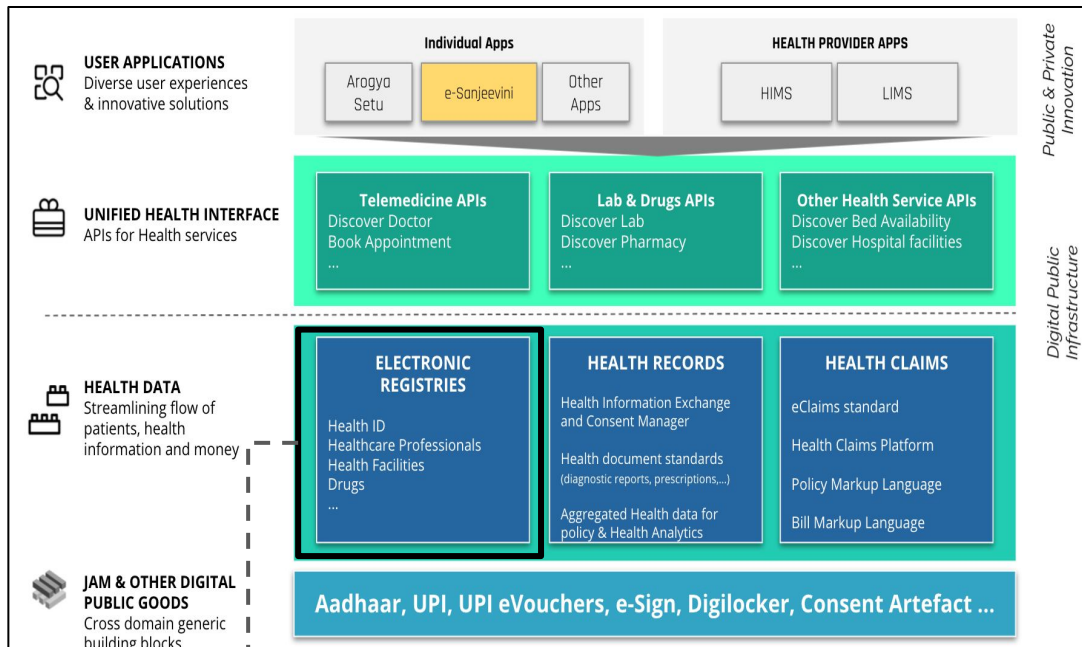 Individual Apps
HEALTH PROVIDER APPS
Public & Private
Innovation
USER APPLICATIONS
Diverse user experiences
& innovative solutions
Arogya
Setu
e-Sanjeevini
Other
Apps
HIMS
LIMS
UNIFIED HEALTH INTERFACE
APIs for Health services
Telemedicine APIs
Discover Doctor
Book Appointment
...
Lab & Drugs APIs
Discover Lab
Discover Pharmacy
...
Other Health Service APIs
Discover Bed Availability
Discover Hospital facilities
...
Digital Public
Infrastructure
HEALTH DATA
Streamlining flow of
patients, health
information and money
ELECTRONIC
REGISTRIES
Health ID
Healthcare Professionals
Health Facilities
Drugs
...
HEALTH RECORDS
Health Information Exchange
and Consent Manager
Health document standards
(diagnostic reports, prescriptions,...)
Aggregated Health data for
policy & Health Analytics
HEALTH CLAIMS
eClaims standard
Health Claims Platform
Policy Markup Language
Bill Markup Language
JAM & OTHER DIGITAL
PUBLIC GOODS
Cross domain generic
building blocks
Aadhaar, UPI, UPI eVouchers, e-Sign, Digilocker, Consent Artefact ...